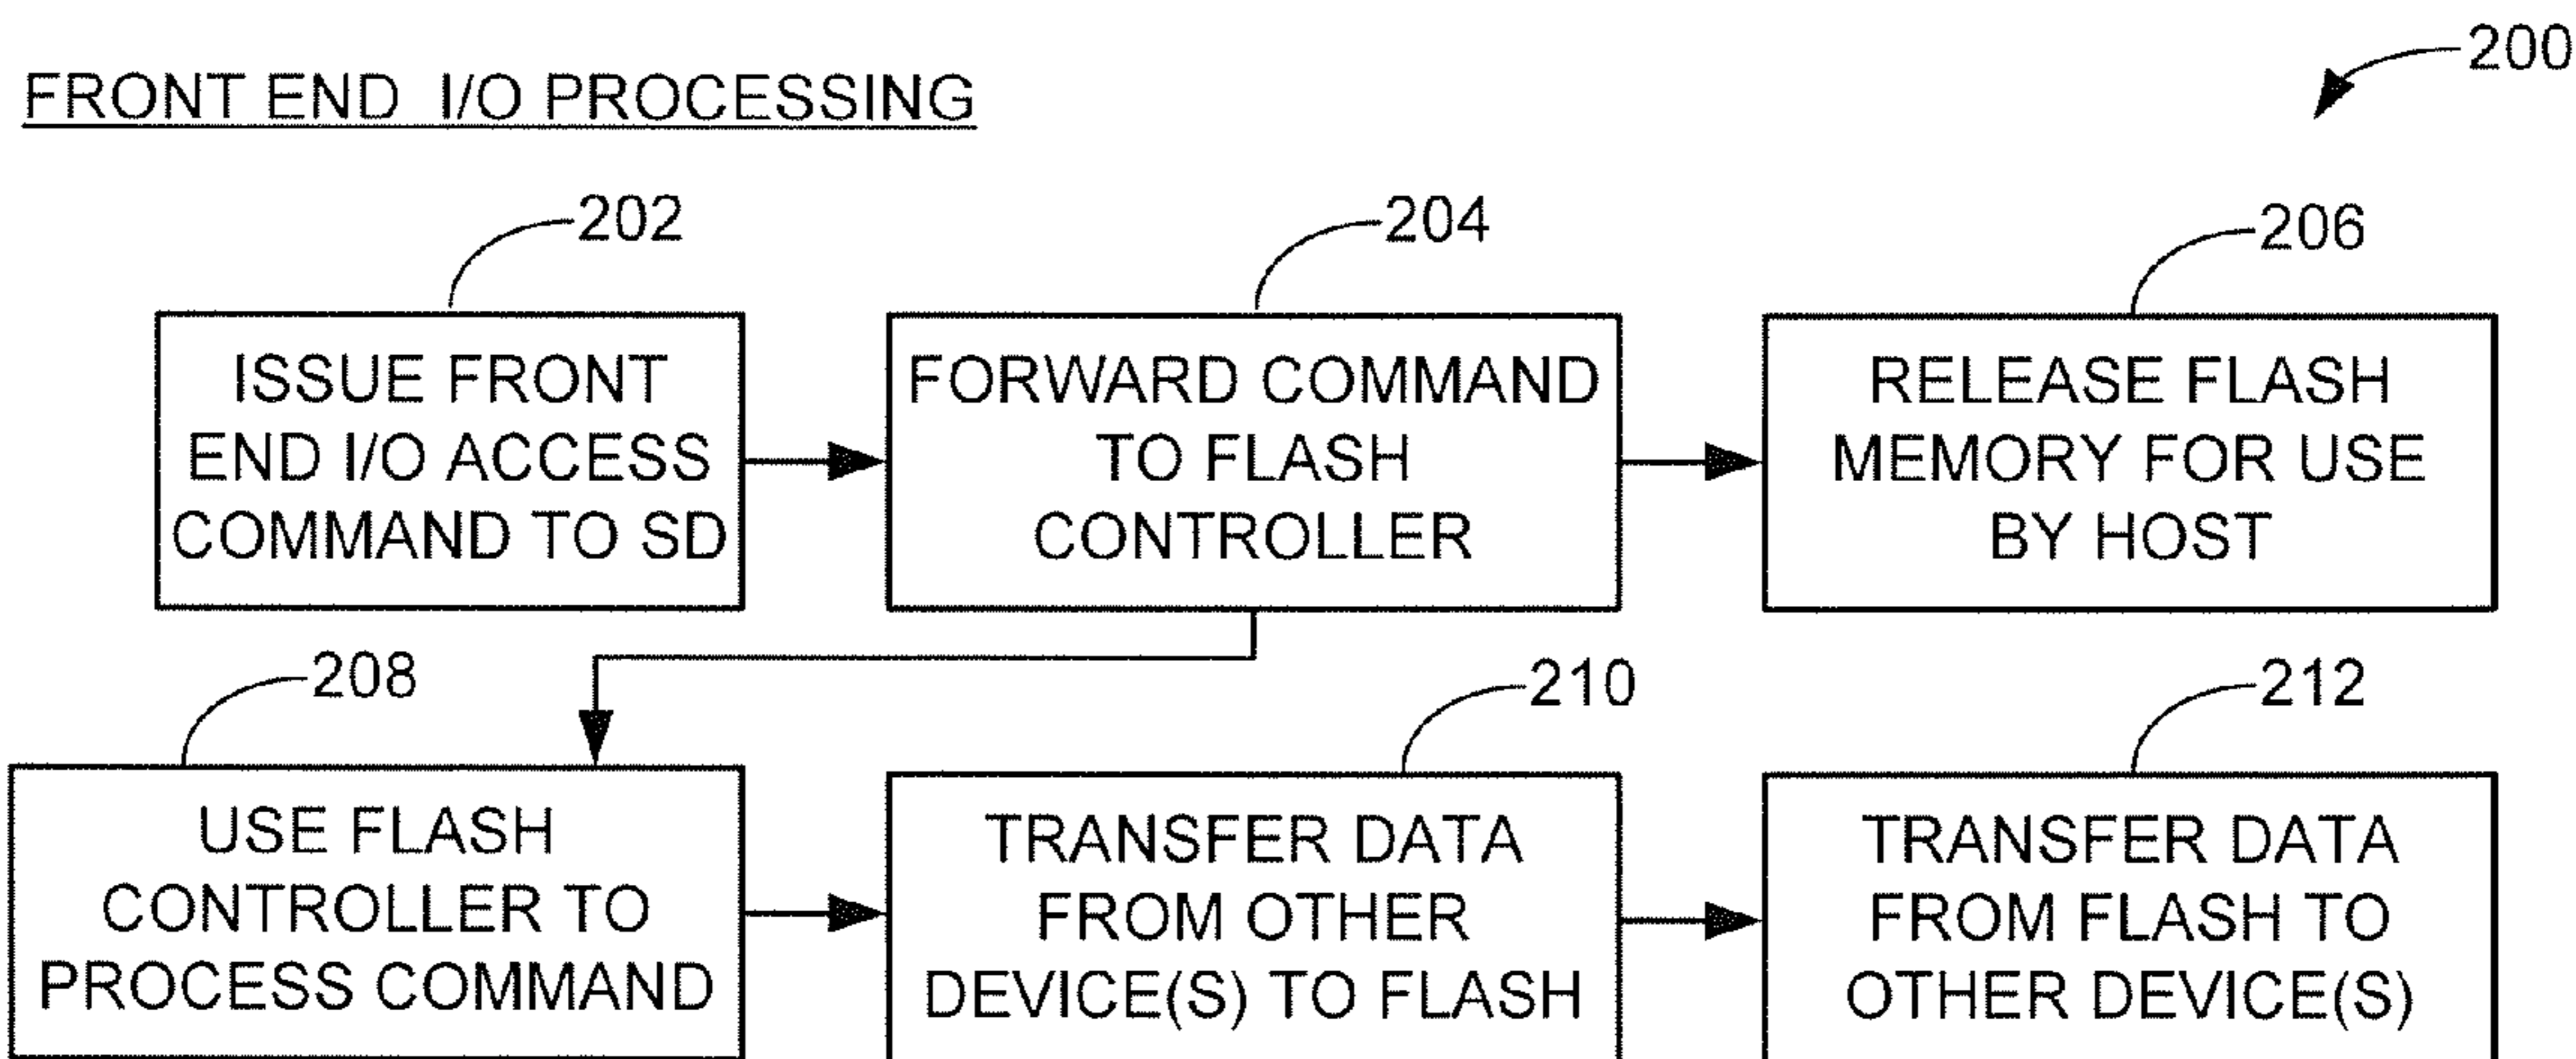 200
FRONT END I/O PROCESSING
202
204
206
ISSUE FRONT
END I/O ACCESS
COMMAND TO SD
FORWARD COMMAND
TO FLASH
CONTROLLER
RELEASE FLASH
MEMORY FOR USE
BY HOST
208
210
212
USE FLASH
CONTROLLER TO
PROCESS COMMAND
TRANSFER DATA
FROM OTHER
DEVICE(S) TO FLASH
TRANSFER DATA
FROM FLASH TO
OTHER DEVICE(S)